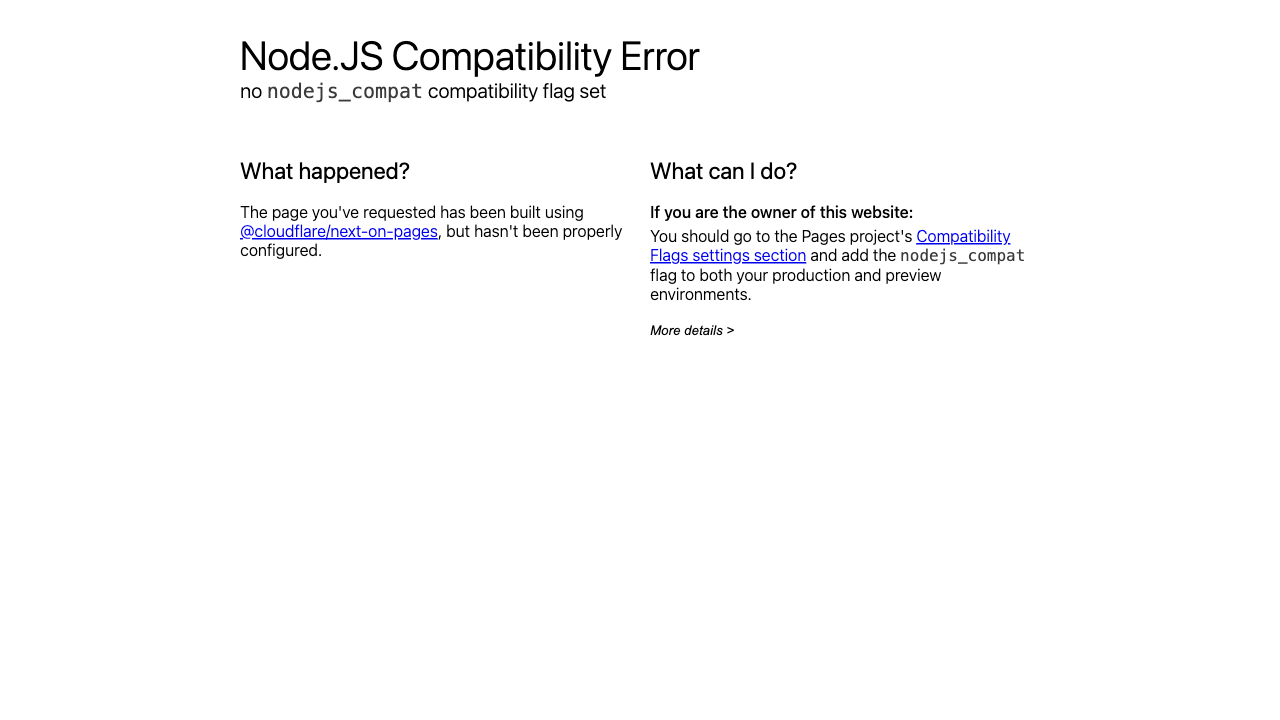 Node.JS Compatibility Error
no nodejs_compat compatibility flag set
What happened?
The page you've requested has been built using
@cloudflare/next-on-pages, but hasn't been properly
configured.
What can I do?
If you are the owner of this website:
You should go to the Pages project's Compatibility
Flags settings section and add the nodejs_compat
flag to both your production and preview
environments.
More details >